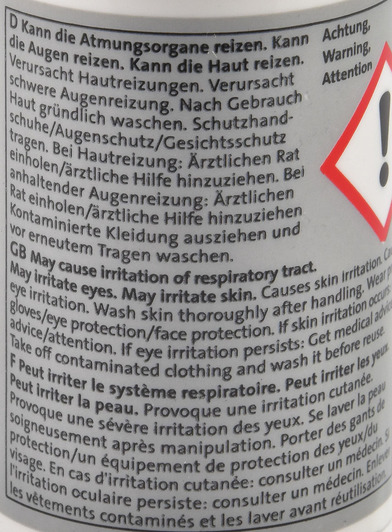 D Kann die Atmungsorgane reizen. Kann
die Augen reizen. Kann die Haut reizen.
Verursacht Hautreizungen. Verursacht
schwere Augenreizung. Nach Gebrauch
Haut gründlich waschen. Schutzhand-
schuhe/Augenschutz/Gesichtsschutz
tragen. Bei Hautreizung: Ärztlichen Rat
einholen/ärztliche Hilfe hinzuziehen. Bei
anhaltender Augenreizung: Ärztlichen
Rat einholen/ärztliche Hilfe hinzuziehen
Kontaminierte Kleidung ausziehen und
vor erneutem Tragen waschen.
Achtung,
Warning,
Attention
GB May cause irritation of respiratory tract.
May irritate eyes. May irritate skin. Causes skin irritation.
eye irritation. Wash skin thoroughly after handling. Wear
gloves/eye protection/face protection. If skin irritation
advice/attention. If eye irritation persists: Get medical
Take off contaminated clothing and wash it before reuse.
F Peut irriter le système respiratoire. Peut irriter les yeux.
Peut irriter la peau. Provoque une irritation cutanée.
Provoque une sévère irritation des yeux. Se laver la peau
soigneusement après manipulation. Porter des gants de
protection/un équipement de protection des yeux/du
visage. En cas d'irritation cutanée: consulter un médecin. Si
l'irritation oculaire persiste: consulter un médecin. Enlever
les vêtements contaminés et les laver avant réutilisation.